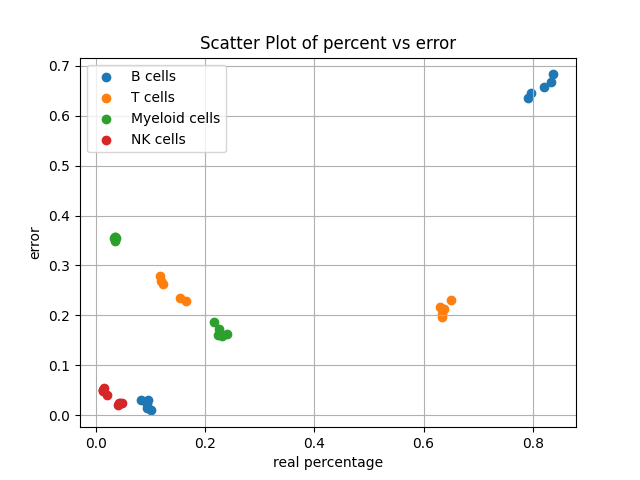 Scatter Plot of percent vs error
B cells
T cells
Myeloid cells
NK cells
0.7
0.6
0.5
0.4
0.3
0.2
0.1
0.0
error
0.0 0.2 0.4 0.6 0.8
real percentage